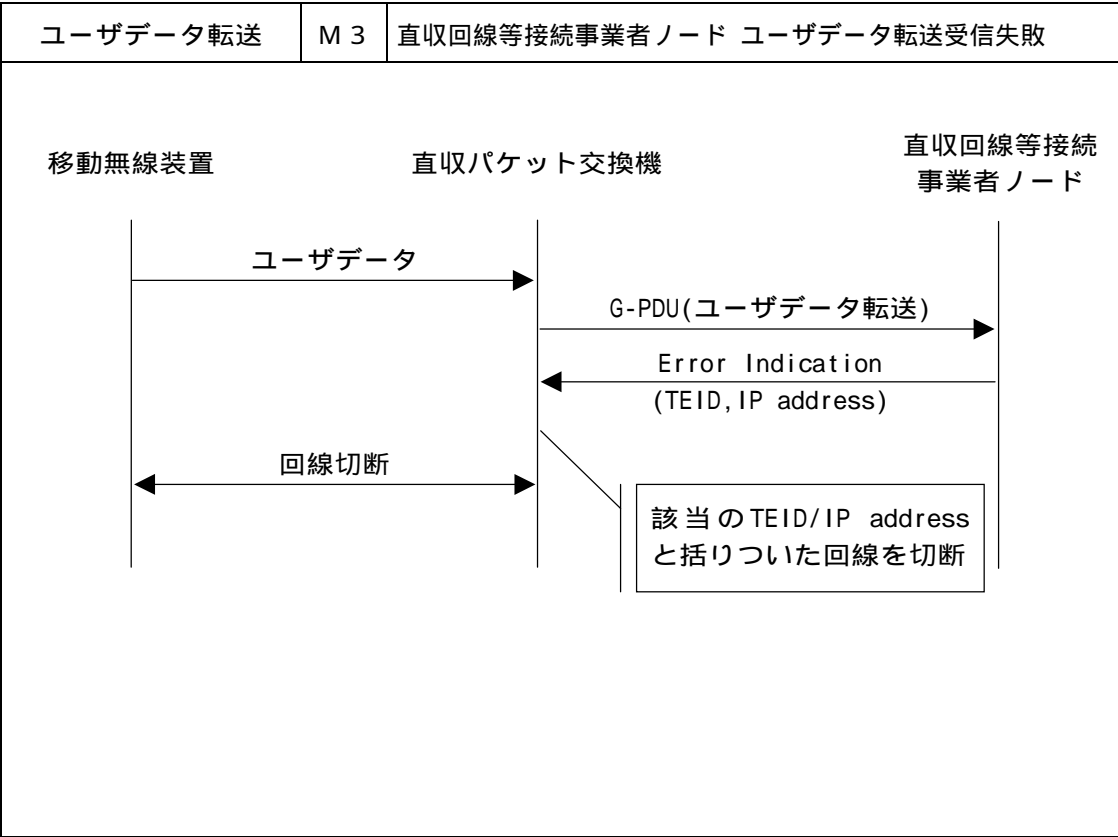 ユーザデータ転送
Ｍ３
直収回線等接続事業者ノード ユーザデータ転送受信失敗
移動無線装置
直収パケット交換機
直収回線等接続
事業者ノード
ユーザデータ
G-PDU(ユーザデータ転送)
Error Indication
(TEID,IP address)
回線切断
該当のTEID/IP address
と括りついた回線を切断